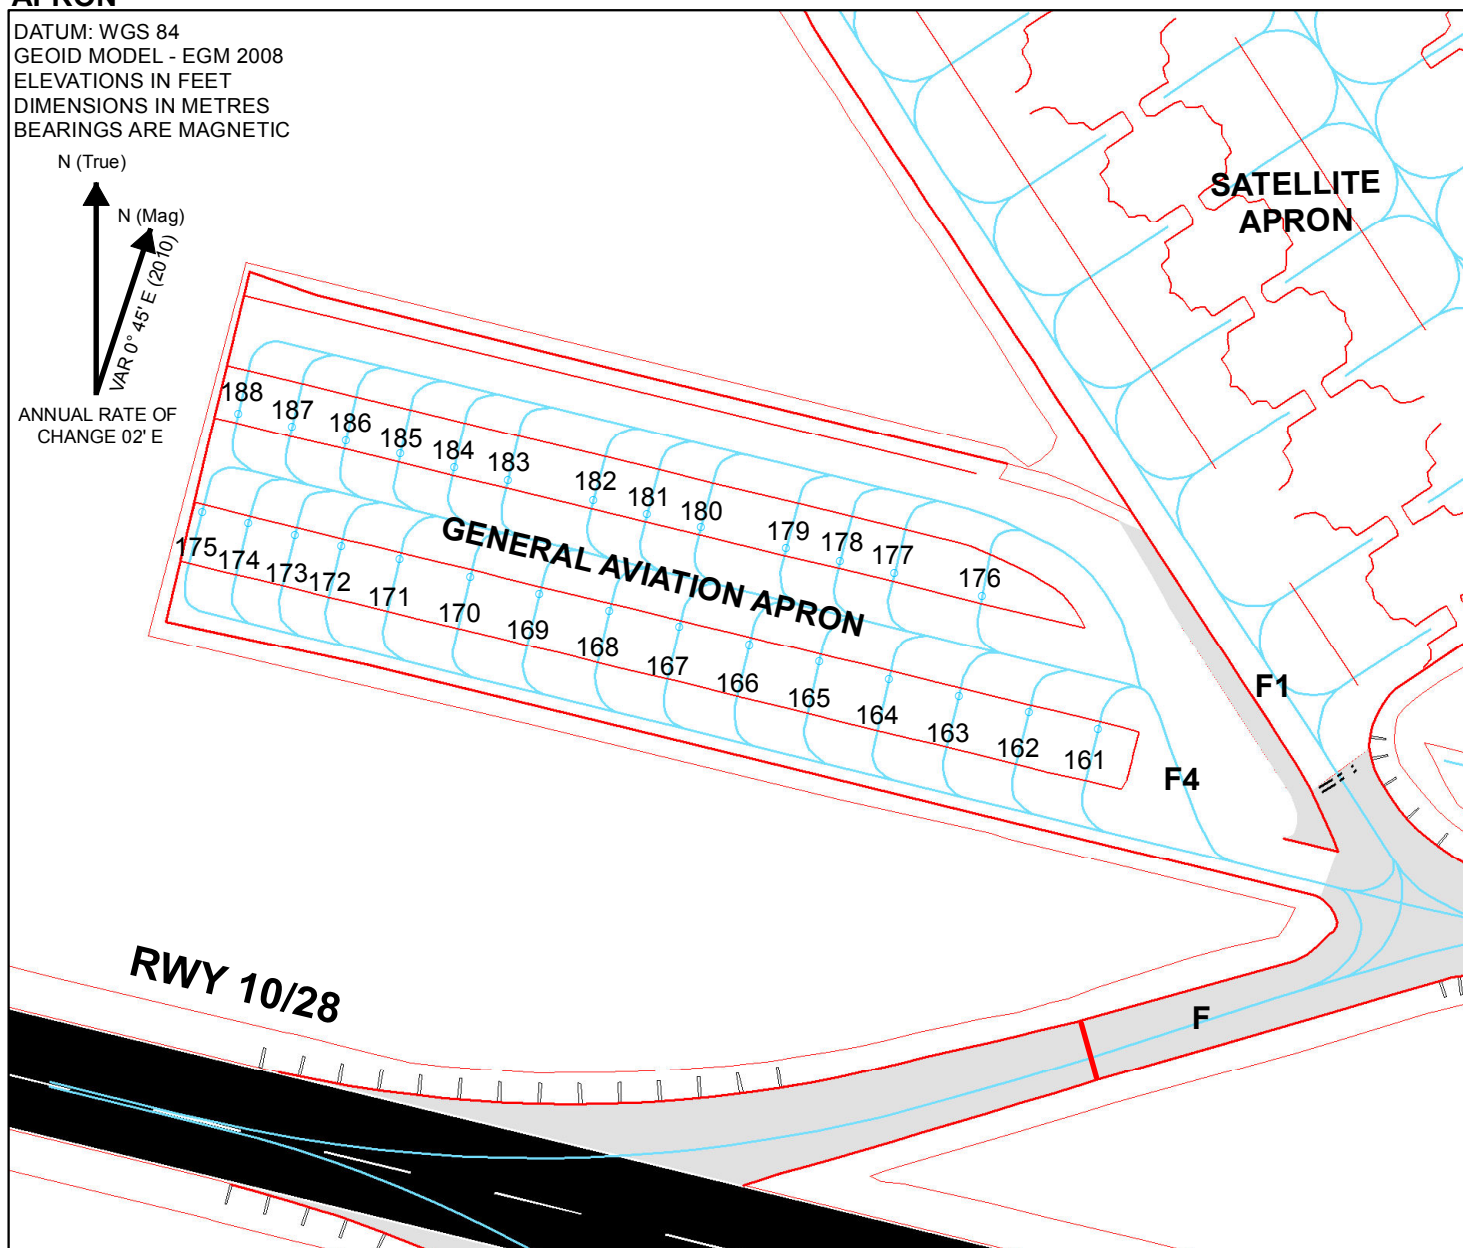 APRON
DATUM: WGS 84
GEOID MODEL - EGM 2008
ELEVATIONS IN FEET
DIMENSIONS IN METRES
BEARINGS ARE MAGNETIC
N (True)
N (Mag)
VAR 0° 45' E (2010)
ANNUAL RATE OF
CHANGE 02' E
SATELLITE
APRON
188
187
186
185
184
183
182
181
180
179
178
177
176
GENERAL AVIATION APRON
175
174
173
172
171
170
169
168
167
166
165
164
163
162
161
F1
F4
RWY 10/28
F